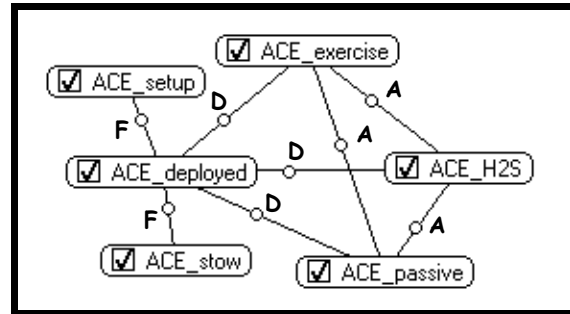 ACE_exercise
ACE_setup
A
D
F
A
D
ACE_deployed
ACE_H2S
D
F
A
ACE_stow
ACE_passive